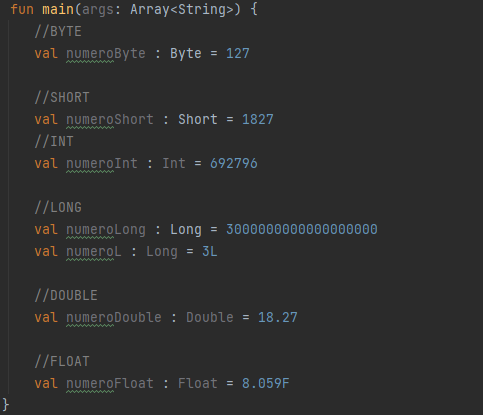 fun main(args: Array<String>) {
//BYTE
val numeroByte : Byte = 127
//SHORT
val numeroShort : Short = 1827
//INT
val numeroInt : Int = 692796
//LONG
val numeroLong : Long = 3000000000000000000
val numeroL : Long = 3L
//DOUBLE
val numeroDouble : Double = 18.27
//FLOAT
val numeroFloat : Float = 8.059F
}